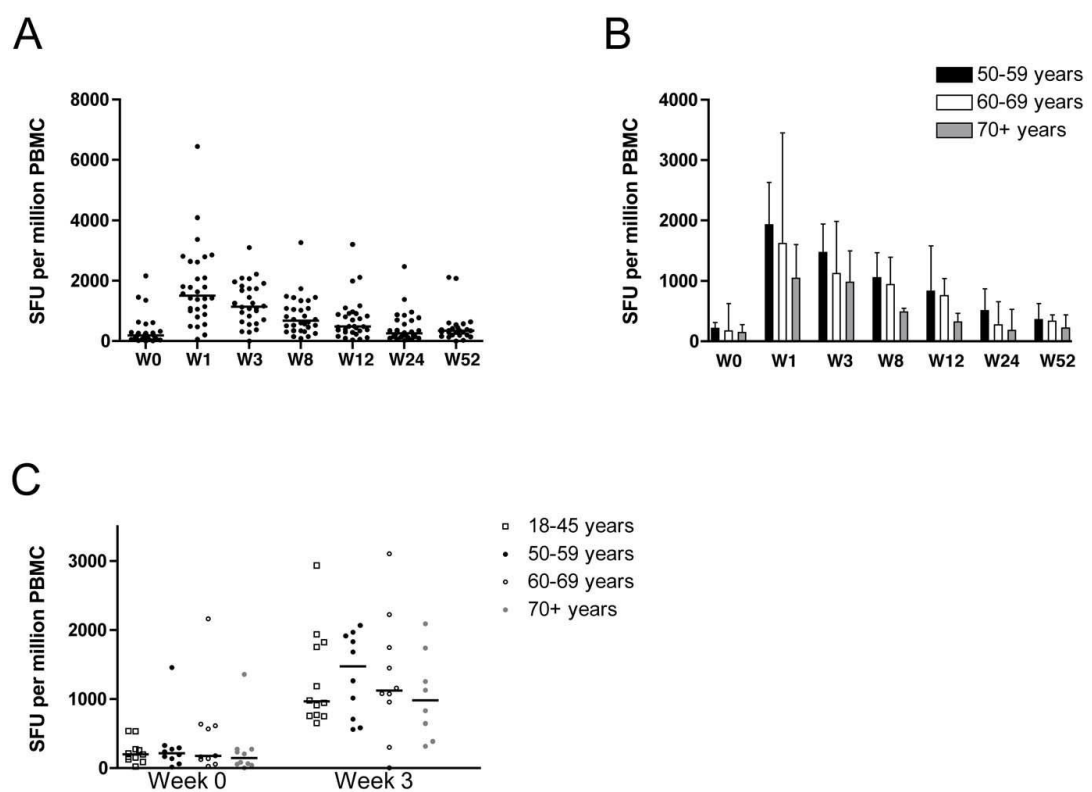 A
SFU per million PBMC
8000
6000
4000
2000
0
W0 W1 W3 W8 W12 W24 W52
B
50-59 years
60-69 years
70+ years
SFU per million PBMC
4000
3000
2000
1000
0
W0 W1 W3 W8 W12 W24 W52
C
18-45 years
50-59 years
60-69 years
70+ years
SFU per million PBMC
3000
2000
1000
0
Week 0 Week 3